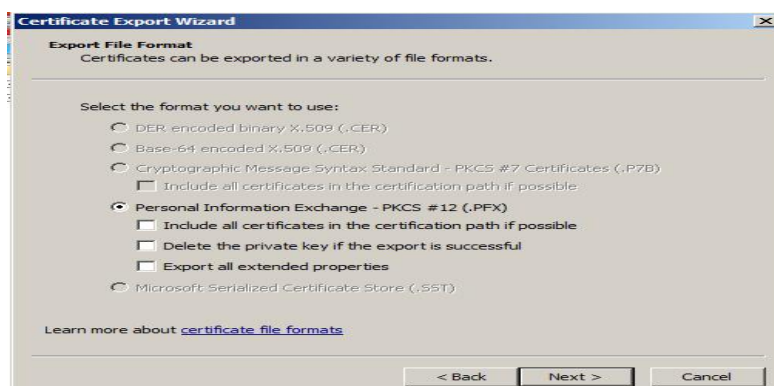 Certificate Export Wizard
Export File Format
Certificates can be exported in a variety of file formats.
Select the format you want to use:
DER encoded binary X.509 (.CER)
Base-64 encoded X.509 (.CER)
Cryptographic Message Syntax Standard - PKCS #7 Certificates (.P7B)
Include all certificates in the certification path if possible
Personal Information Exchange - PKCS #12 (.PFX)
Include all certificates in the certification path if possible
Delete the private key if the export is successful
Export all extended properties
Microsoft Serialized Certificate Store (.SST)
Learn more about certificate file formats
< Back Next > Cancel